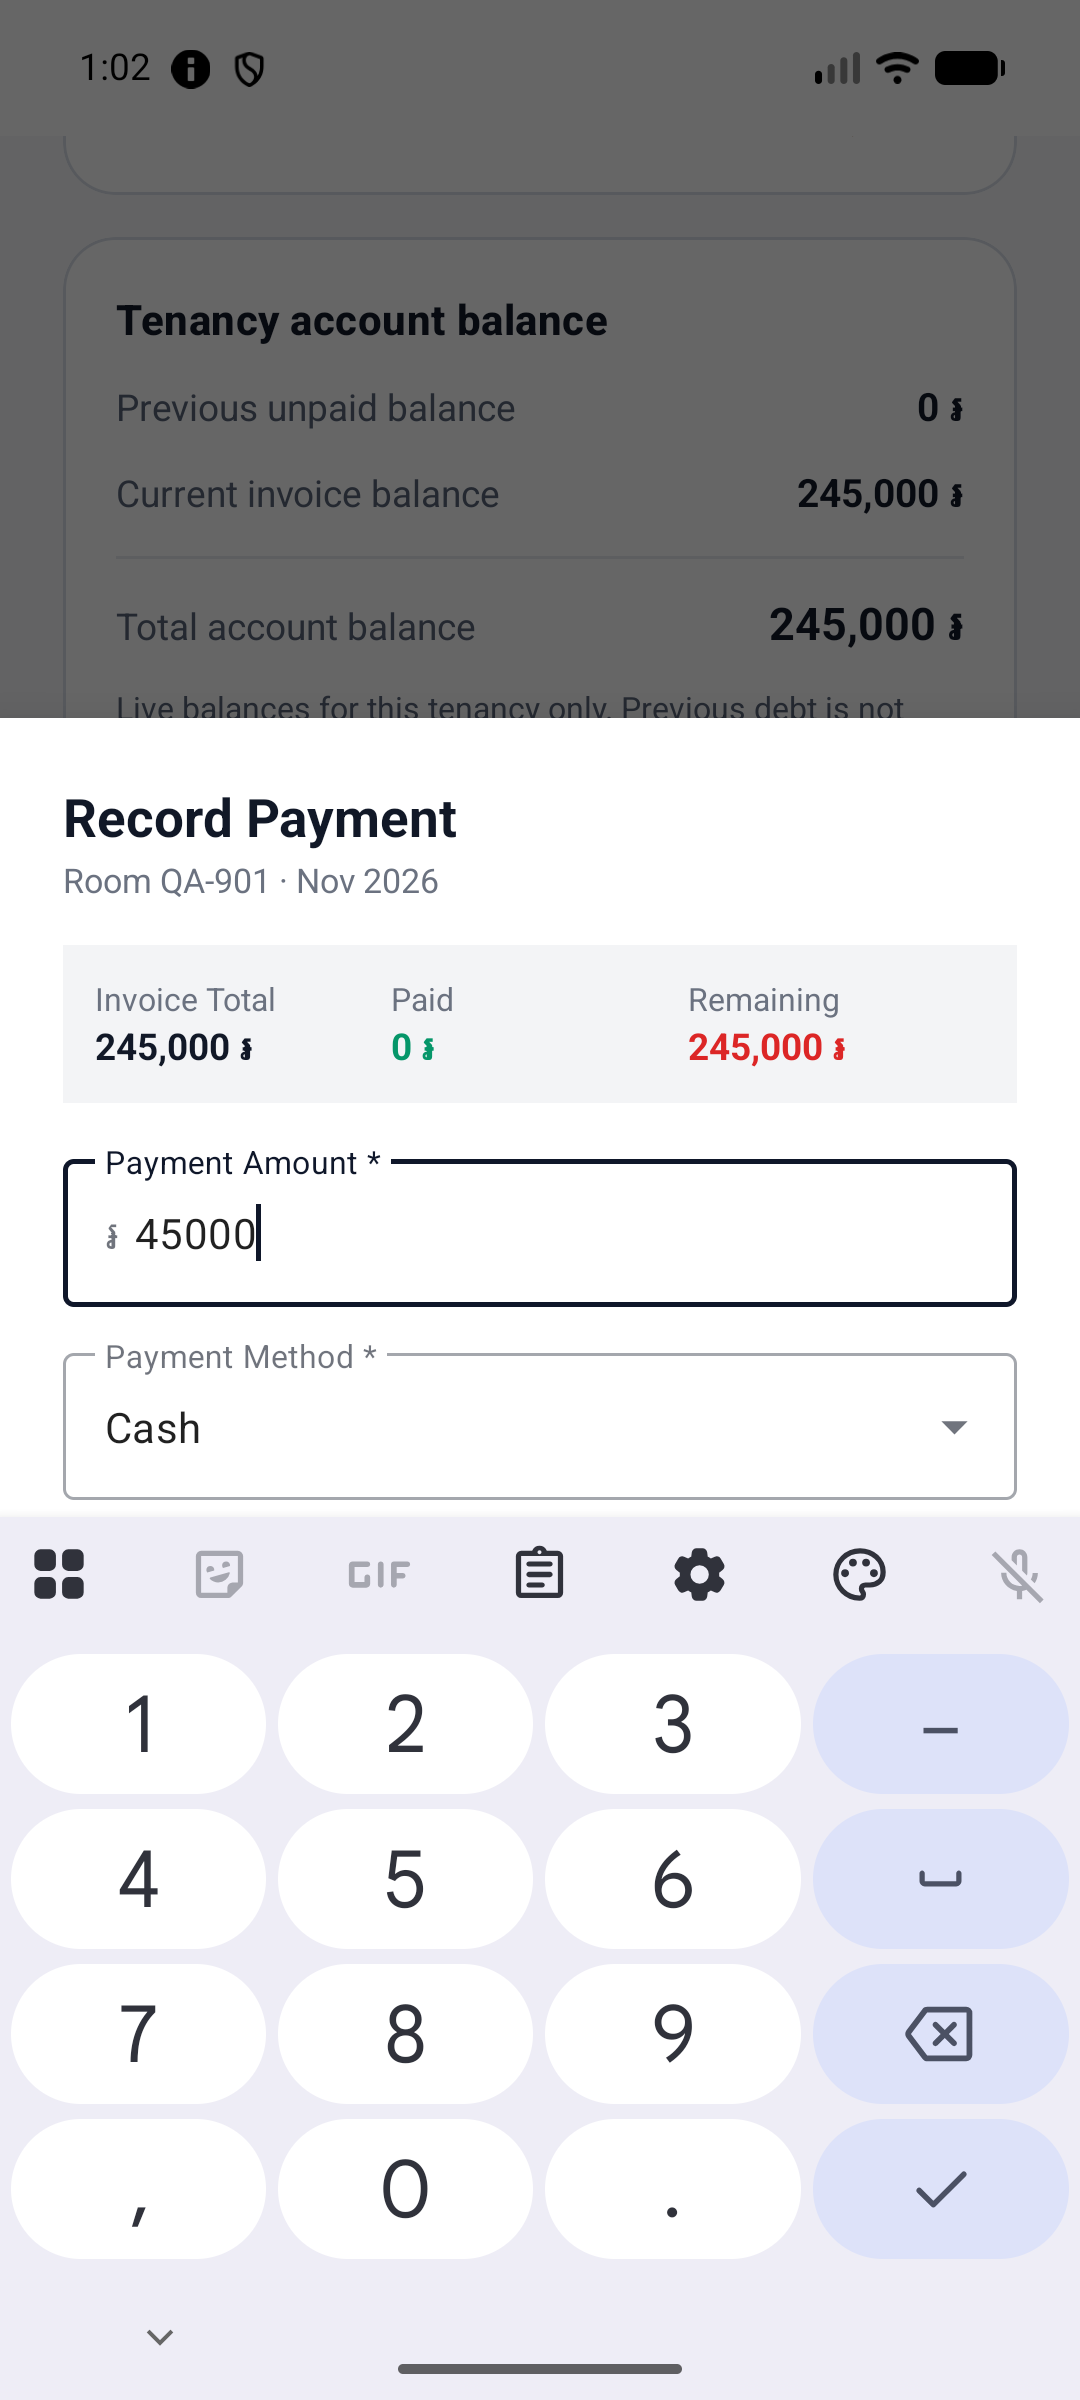 1:02
Tenancy account balance
Previous unpaid balance 0 ៛
Current invoice balance 245,000 ៛
Total account balance 245,000 ៛
Live balances for this tenancy only. Previous debt is not
Record Payment
Room QA-901 · Nov 2026
Invoice Total Paid Remaining
245,000 ៛ 0 ៛ 245,000 ៛
Payment Amount *
៛ 45000
Payment Method *
Cash
GIF
1 2 3 –
4 5 6
7 8 9
, 0 .